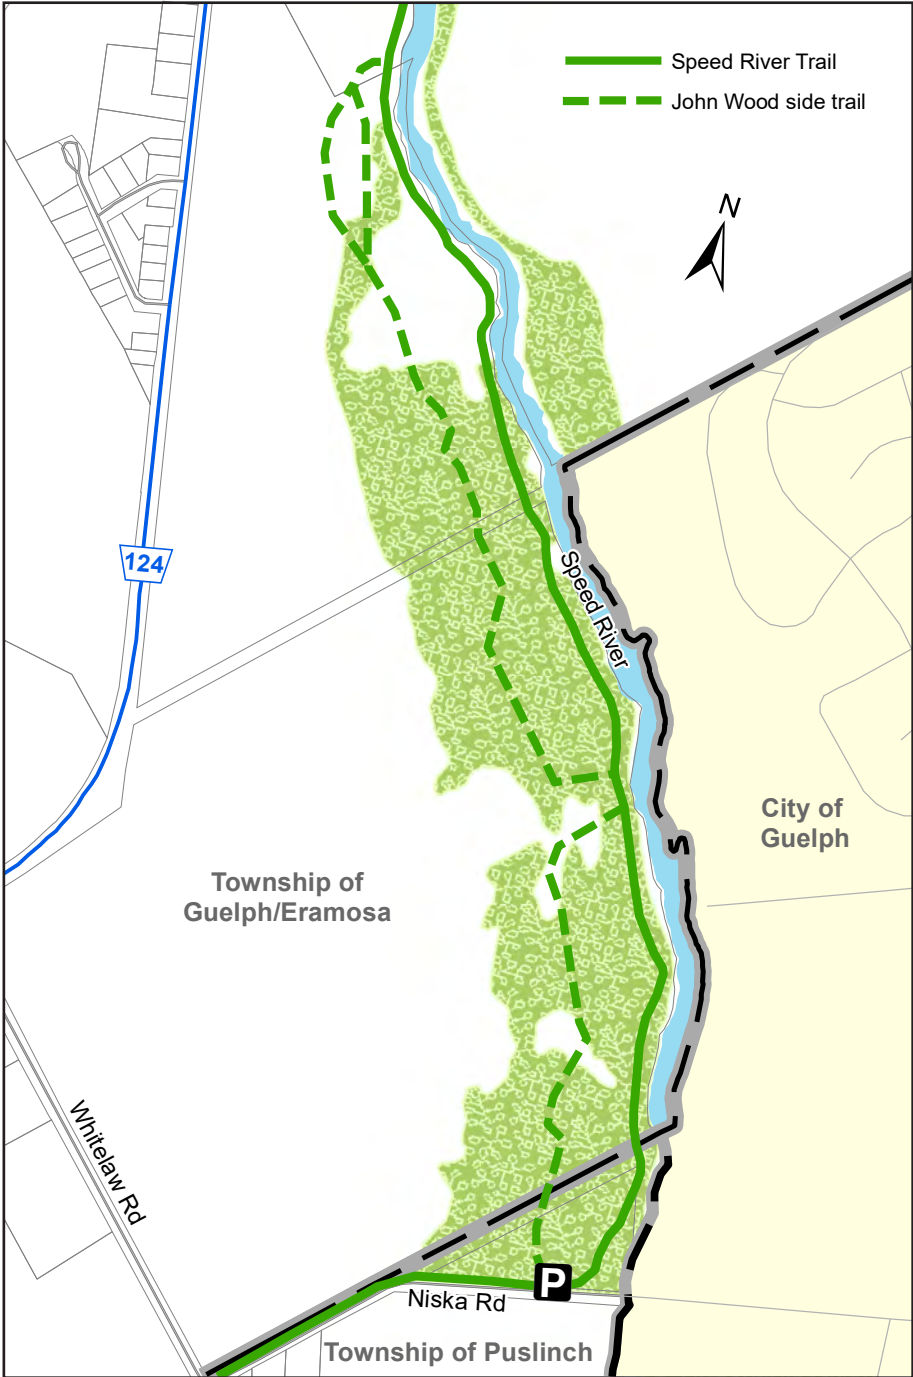 Speed River Trail
John Wood side trail
N
124
Speed River
City of
Guelph
Township of
Guelph/Eramosa
Whitelaw Rd
P
Niska Rd
Township of Puslinch